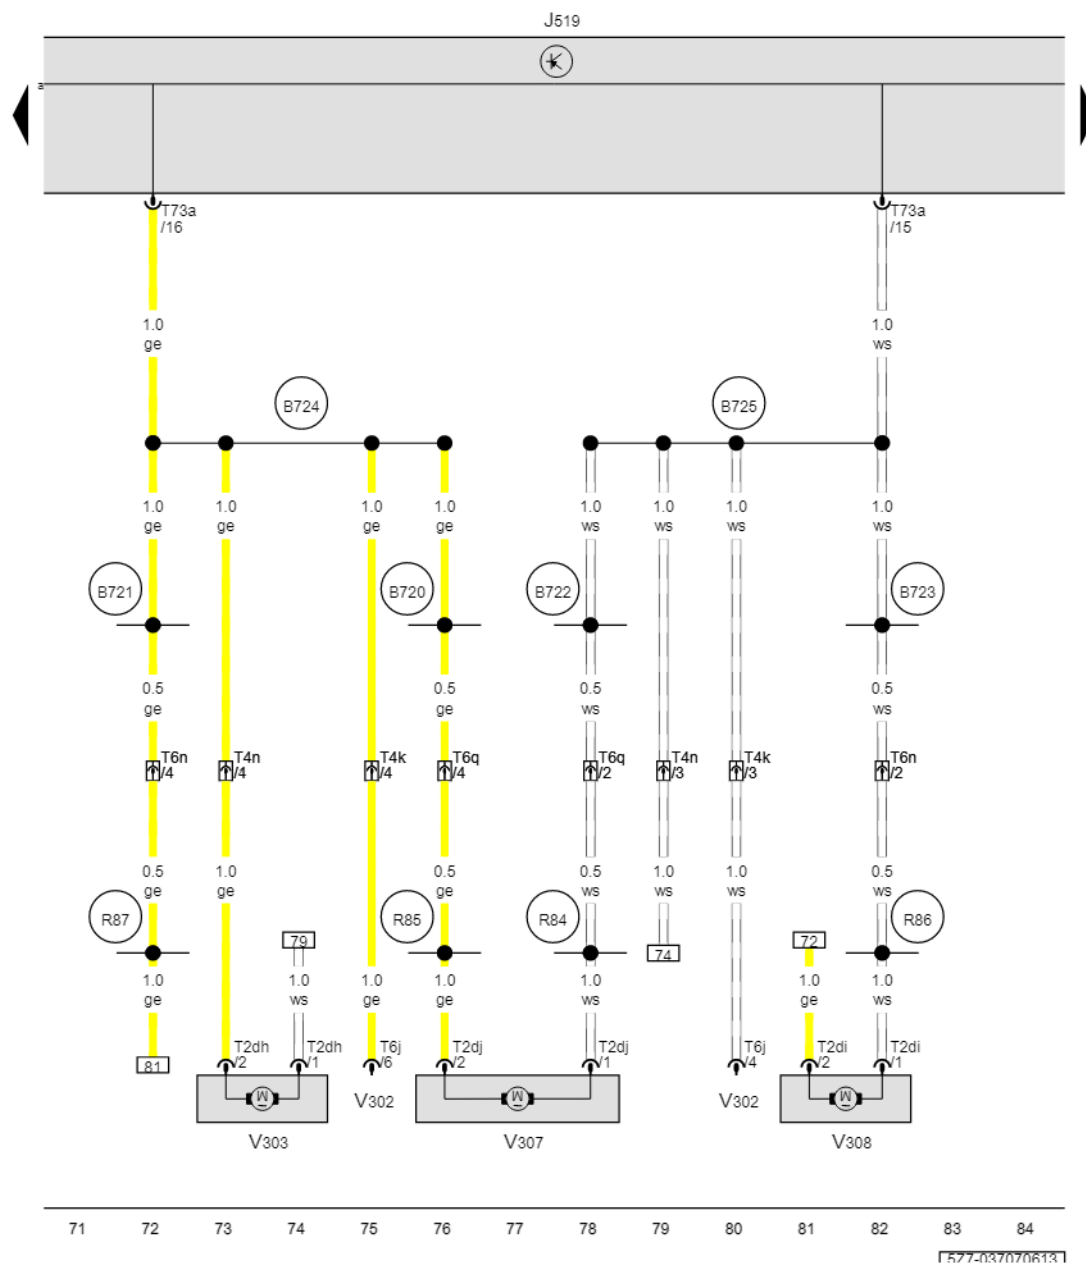 J519
a
T73a T73a
/16 /15
1.0 1.0
ge ws
B724 B725
1.0 1.0 1.0 1.0 1.0 1.0 1.0 1.0
ge ge ge ge ws ws ws ws
B721 B720 B722 B723
0.5 0.5 0.5 0.5
ge ge ws ws
T6n T4n T4k T6q T6q T4n T4k T6n
/4 /4 /4 /4 /2 /3 /3 /2
0.5 1.0 1.0 0.5 0.5 1.0 1.0 0.5
ge ge ge ge ws ws ws ws
R87 R85 R84 R86
79 74 72
1.0 1.0 1.0 1.0 1.0 1.0 1.0
ge ws ge ge ws ge ws
T2dh T2dh T6j T2dj T2dj T6j T2di T2di
81 /2 /1 /6 /2 /1 /4 /2 /1
M M M
V302 V302
V303 V307 V308
71 72 73 74 75 76 77 78 79 80 81 82 83 84
5Z7-037070613